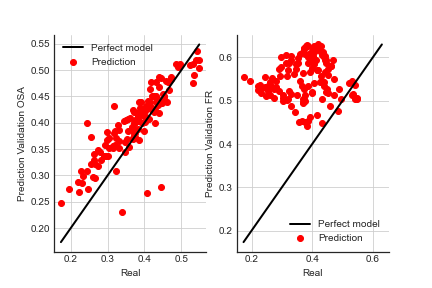 Perfect model
Prediction
Prediction Validation OSA
0.55
0.50
0.45
0.40
0.35
0.30
0.25
0.20
0.2
0.3
0.4
0.5
Real
Prediction Validation FR
0.6
0.5
0.4
0.3
0.2
Perfect model
Prediction
0.2
0.4
0.6
Real